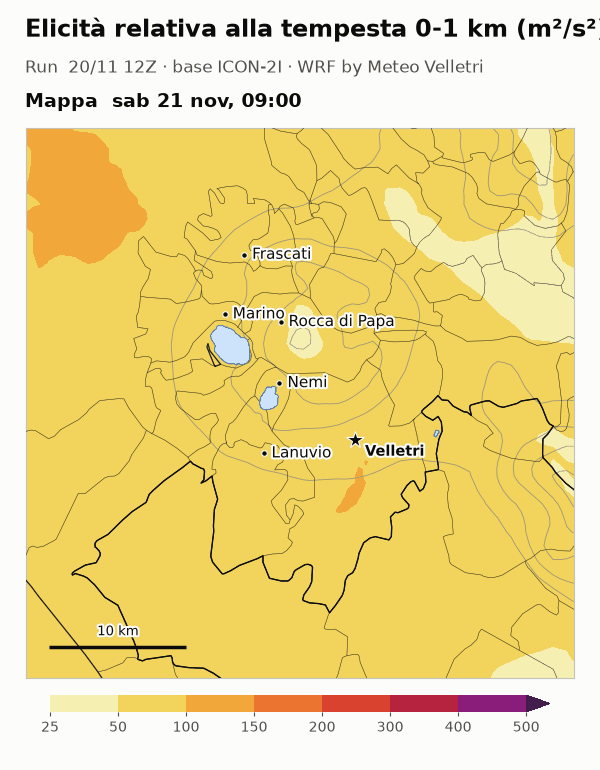 Elicità relativa alla tempesta 0-1 km (m²/s²)
Run 20/11 12Z · base ICON-2I · WRF by Meteo Velletri
Mappa sab 21 nov, 09:00
Frascati
Marino
Rocca di Papa
Nemi
Velletri
Lanuvio
10 km
25 50 100 150 200 300 400 500